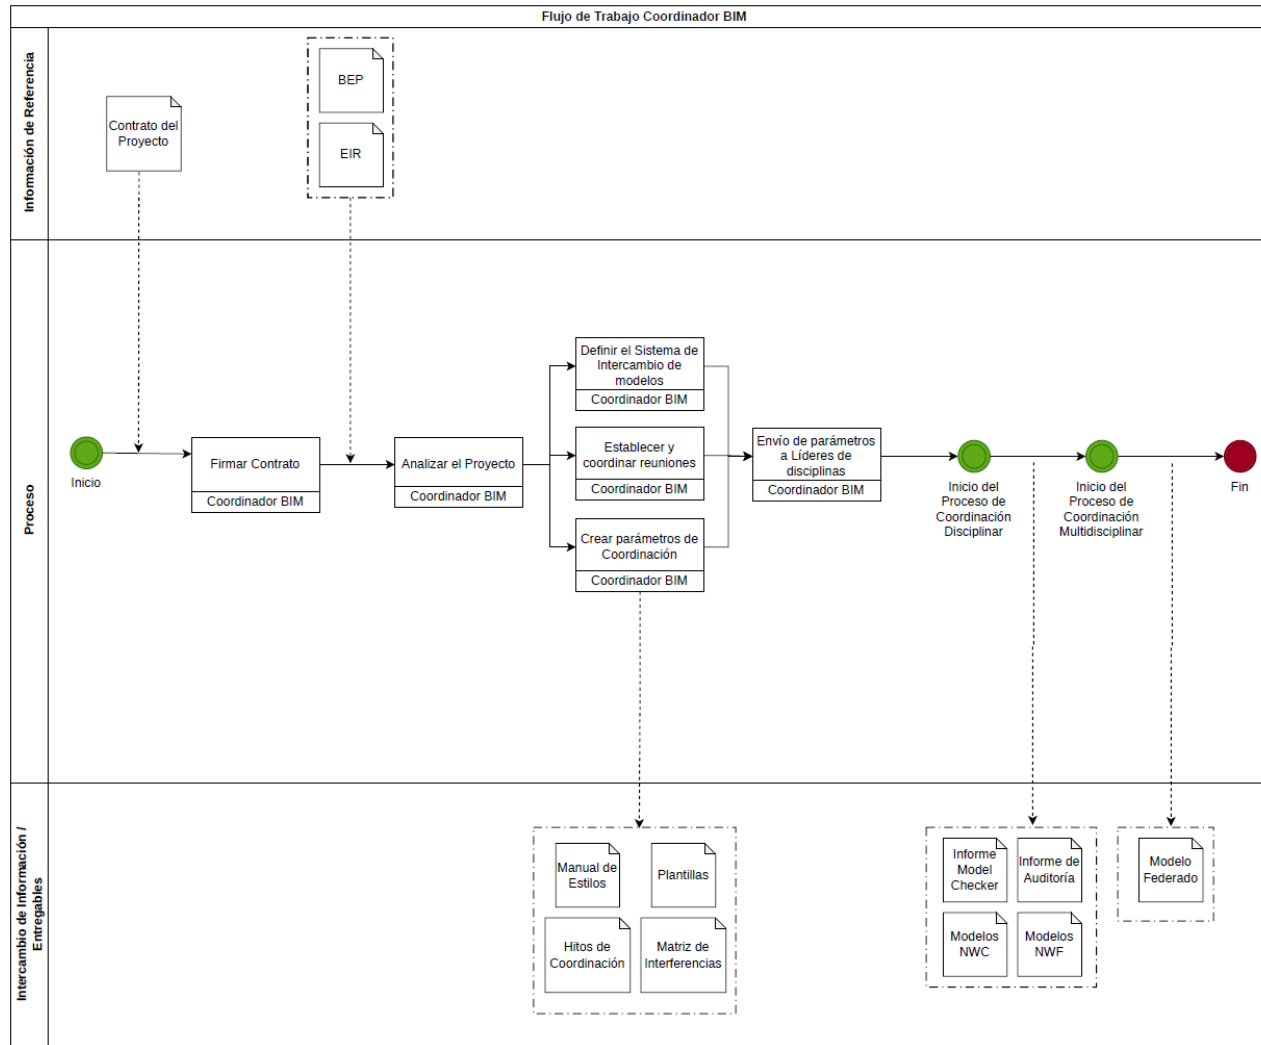 Flujo de Trabajo Coordinador BIM
Información de Referencia
Contrato del
Proyecto
BEP
EIR
Proceso
Inicio
Firmar Contrato
Coordinador BIM
Analizar el Proyecto
Coordinador BIM
Definir el Sistema de
Intercambio de
modelos
Coordinador BIM
Establecer y
coordinar reuniones
Coordinador BIM
Crear parámetros de
Coordinación
Coordinador BIM
Envío de parámetros
a Líderes de
disciplinas
Coordinador BIM
Inicio del
Proceso de
Coordinación
Disciplinar
Inicio del
Proceso de
Coordinación
Multidisciplinar
Fin
Intercambio de Información /
Entregables
Manual de
Estilos
Plantillas
Hitos de
Coordinación
Matriz de
Interferencias
Informe
Model
Checker
Informe de
Auditoría
Modelos
NWC
Modelos
NWF
Modelo
Federado